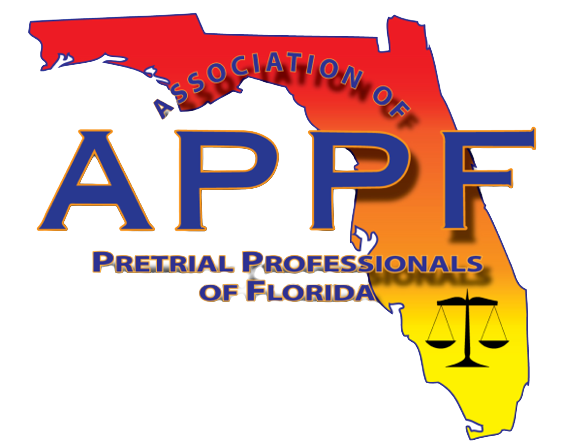 ASSOCIATION OF
APPF
PRETRIAL PROFESSIONALS
OF FLORIDA